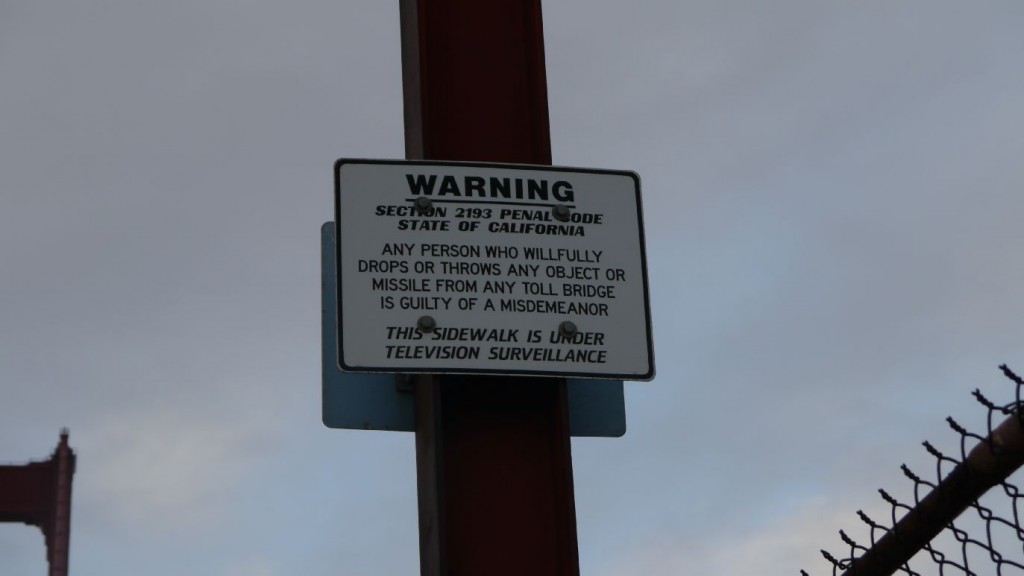 WARNING
SECTION 2193 PENAL CODE
STATE OF CALIFORNIA
ANY PERSON WHO WILLFULLY
DROPS OR THROWS ANY OBJECT OR
MISSILE FROM ANY TOLL BRIDGE
IS GUILTY OF A MISDEMEANOR
THIS SIDEWALK IS UNDER
TELEVISION SURVEILLANCE